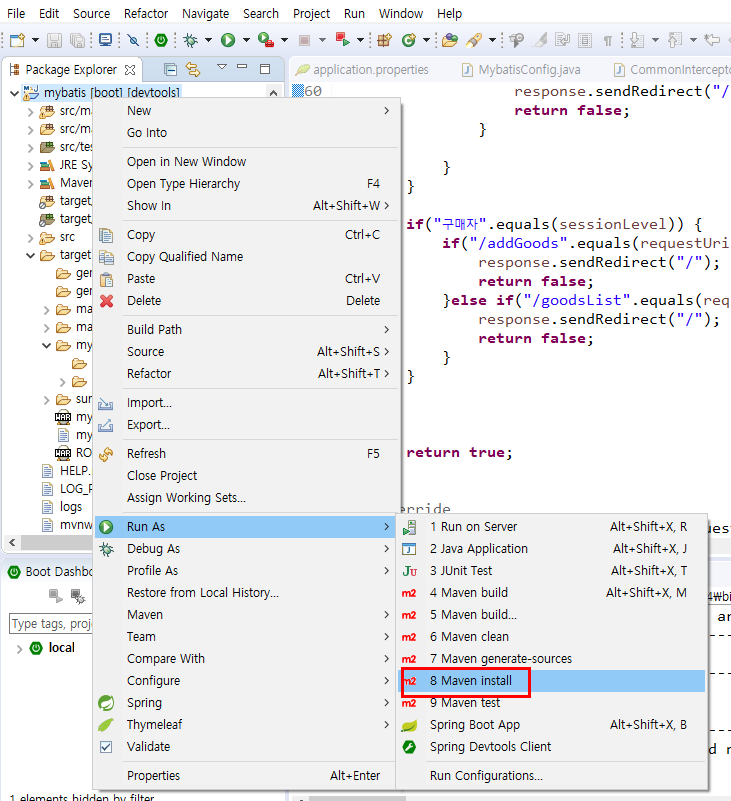 File Edit Source Refactor Navigate Search Project Run Window Help
Package Explorer
application.properties
MybatisConfig.java
CommonIntercept
mybatis [boot] [devtools]
src/m
src/m
src/te
JRE Sy
Maven
target
target
src
target
ger
ger
ma
ma
my
sur
my
my
RO
HELP.
LOG_F
logs
mvnw
60
response.sendRedirect("/
return false;
}
}
}
if("구매자".equals(sessionLevel)) {
if("/addGoods".equals(requestUri
response.sendRedirect("/");
return false;
}else if("/goodsList".equals(req
response.sendRedirect("/");
return false;
}
}
return true;
erride
uest
New
Go Into
Open in New Window
Open Type Hierarchy F4
Show In Alt+Shift+W >
Copy Ctrl+C
Copy Qualified Name
Paste Ctrl+V
Delete Delete
Build Path
Source Alt+Shift+S >
Refactor Alt+Shift+T >
Import...
Export...
Refresh F5
Close Project
Assign Working Sets...
Run As
Debug As
Profile As
Restore from Local History...
Maven
Team
Compare With
Configure
Spring
Thymeleaf
Validate
Properties Alt+Enter
1 Run on Server Alt+Shift+X, R
2 Java Application Alt+Shift+X, J
3 JUnit Test Alt+Shift+X, T
4 Maven build Alt+Shift+X, M
5 Maven build...
6 Maven clean
7 Maven generate-sources
8 Maven install
9 Maven test
Spring Boot App Alt+Shift+X, B
Spring Devtools Client
Run Configurations...
Boot Dashbo
Type tags, proj
local
4₩bi
ar
d r
1 elements hidden by filter